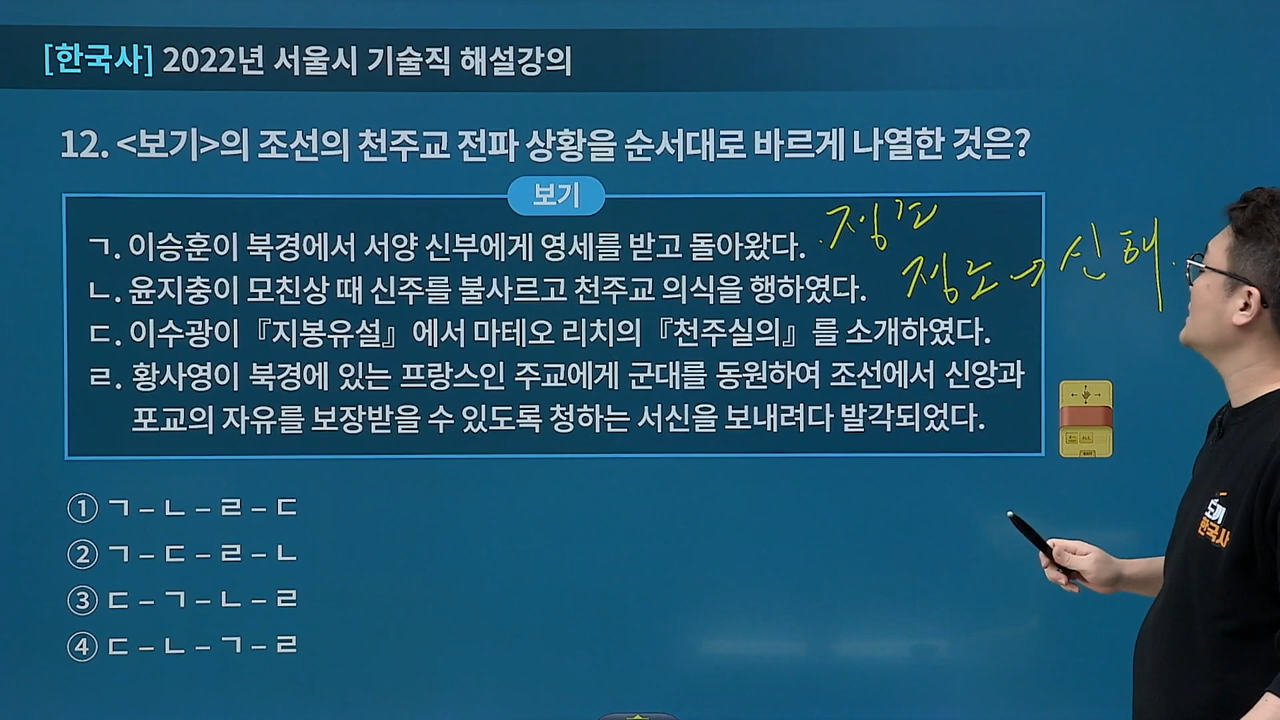 [한국사] 2022년 서울시 기술직 해설강의
12. <보기>의 조선의 천주교 전파 상황을 순서대로 바르게 나열한 것은?
보기
ㄱ. 이승훈이 북경에서 서양 신부에게 영세를 받고 돌아왔다. 정조
ㄴ. 윤지충이 모친상 때 신주를 불사르고 천주교 의식을 행하였다. 정조 → 신해
ㄷ. 이수광이 『지봉유설』에서 마테오 리치의 『천주실의』를 소개하였다.
ㄹ. 황사영이 북경에 있는 프랑스인 주교에게 군대를 동원하여 조선에서 신앙과
포교의 자유를 보장받을 수 있도록 청하는 서신을 보내려다 발각되었다.
① ㄱ – ㄴ – ㄹ – ㄷ
② ㄱ – ㄷ – ㄹ – ㄴ
③ ㄷ – ㄱ – ㄴ – ㄹ
④ ㄷ – ㄴ – ㄱ – ㄹ
한국사